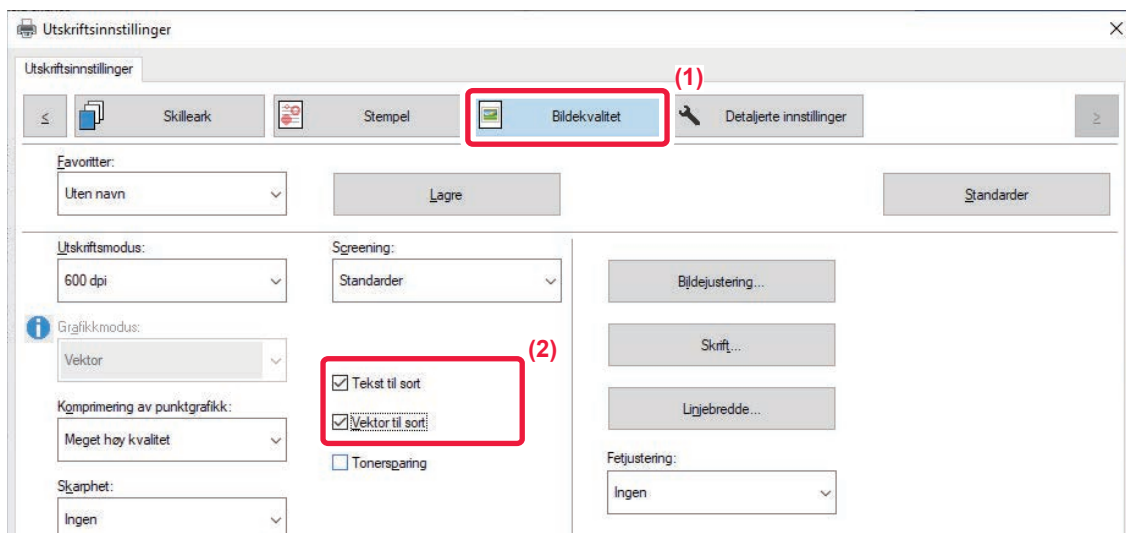 Utskriftsinnstillinger
Utskriftsinnstillinger
(1)
< Skilleark Stempel Bildekvalitet Detaljerte innstillinger >
Favoritter:
Uten navn Lagre Standarder
Utskriftsmodus: Screening:
600 dpi Standarder Bildejustering...
Grafikkmodus:
(2)
Vektor Skrift...
Tekst til sort
Komprimering av punktgrafikk: Linjebredde...
Meget høy kvalitet Vektor til sort
Tonersparing Fetjustering:
Skarphet:
Ingen Ingen